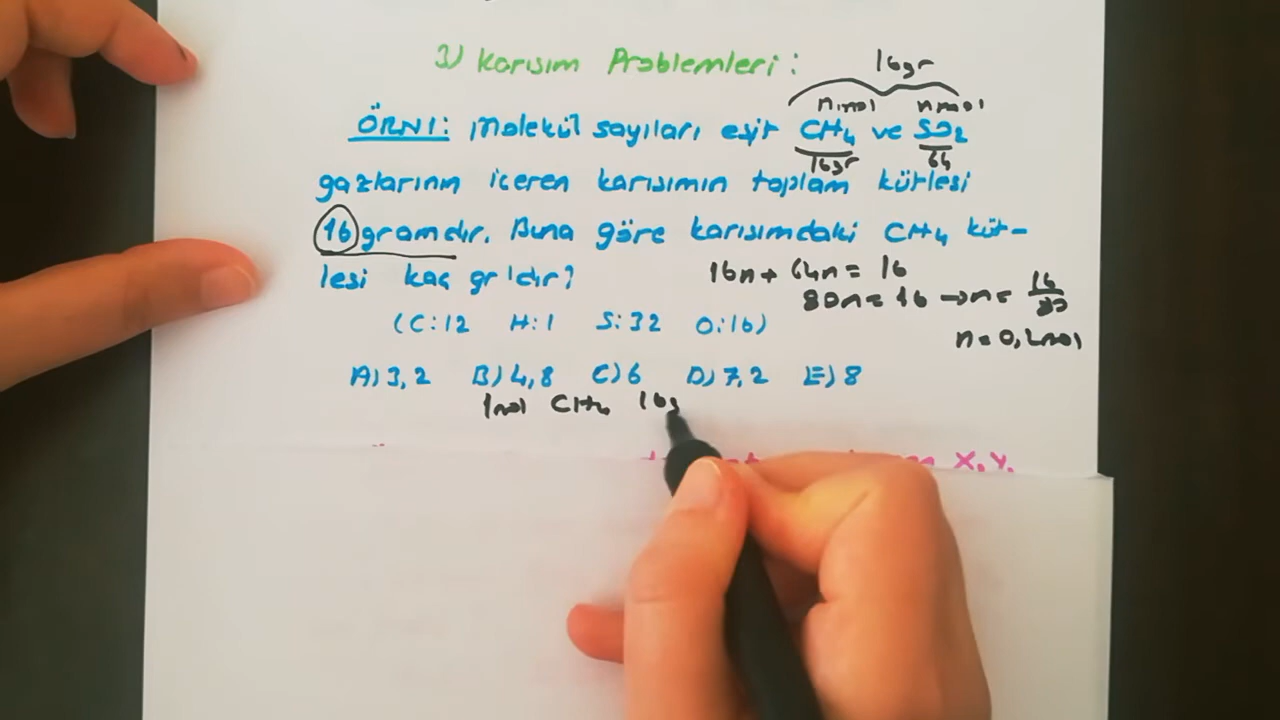 3) Karışım Problemleri:
16gr
n mol n mol
ÖRN1: Molekül sayıları eşit CH4 ve SO2
16gr 64
gazlarının içeren karışımın toplam kütlesi
16 gramdır. Buna göre karışımdaki CH4 küt-
lesi kaç gr'dır?
16n + 64n = 16
80n = 16 → n = 16/80
n = 0,2 mol
(C:12 H:1 S:32 O:16)
A) 3,2 B) 4,8 C) 6 D) 7,2 E) 8
1mol CH4 16g
X, Y,